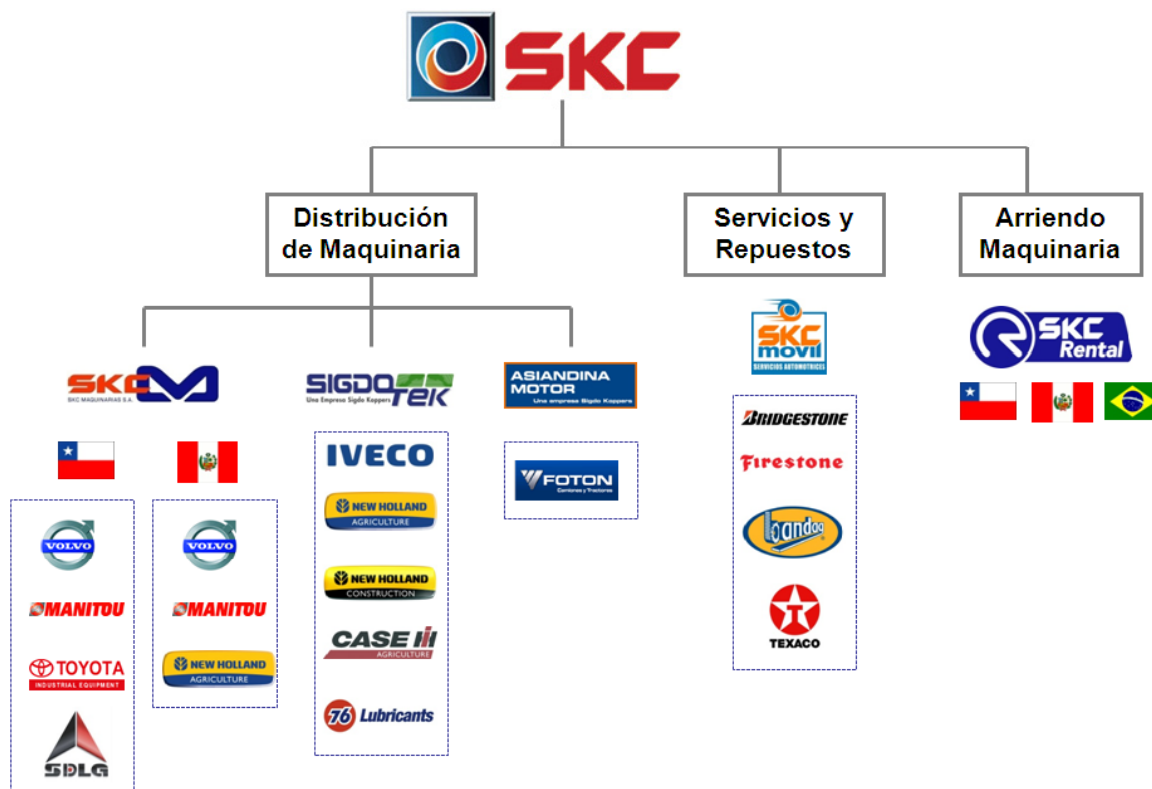 SKC
Distribución
de Maquinaria
Servicios y
Repuestos
Arriendo
Maquinaria
SKC
SKC MAQUINARIAS S.A.
SIGDOTEK
Una Empresa Sigdo Koppers
ASIANDINA
MOTOR
Una empresa Sigdo Koppers
SKC
movil
SERVICIOS AUTOMOTRICES
SKC
Rental
VOLVO
MANITOU
TOYOTA
INDUSTRIAL EQUIPMENT
SDLG
VOLVO
MANITOU
NEW HOLLAND
AGRICULTURE
IVECO
NEW HOLLAND
AGRICULTURE
NEW HOLLAND
CONSTRUCTION
CASE IH
AGRICULTURE
76 Lubricants
FOTON
Camiones y Tractores
BRIDGESTONE
Firestone
bandag
T
TEXACO